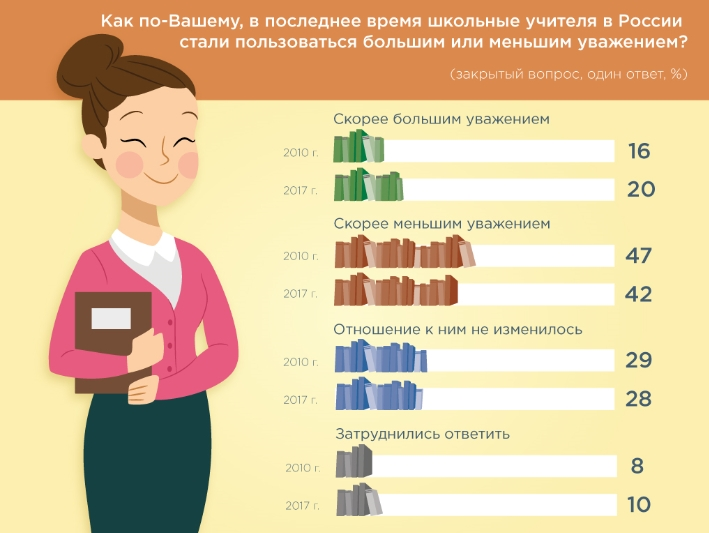 Как по-Вашему, в последнее время школьные учителя в России
стали пользоваться большим или меньшим уважением?
(закрытый вопрос, один ответ, %)
Скорее большим уважением
2010 г. 16
2017 г. 20
Скорее меньшим уважением
2010 г. 47
2017 г. 42
Отношение к ним не изменилось
2010 г. 29
2017 г. 28
Затруднились ответить
2010 г. 8
2017 г. 10